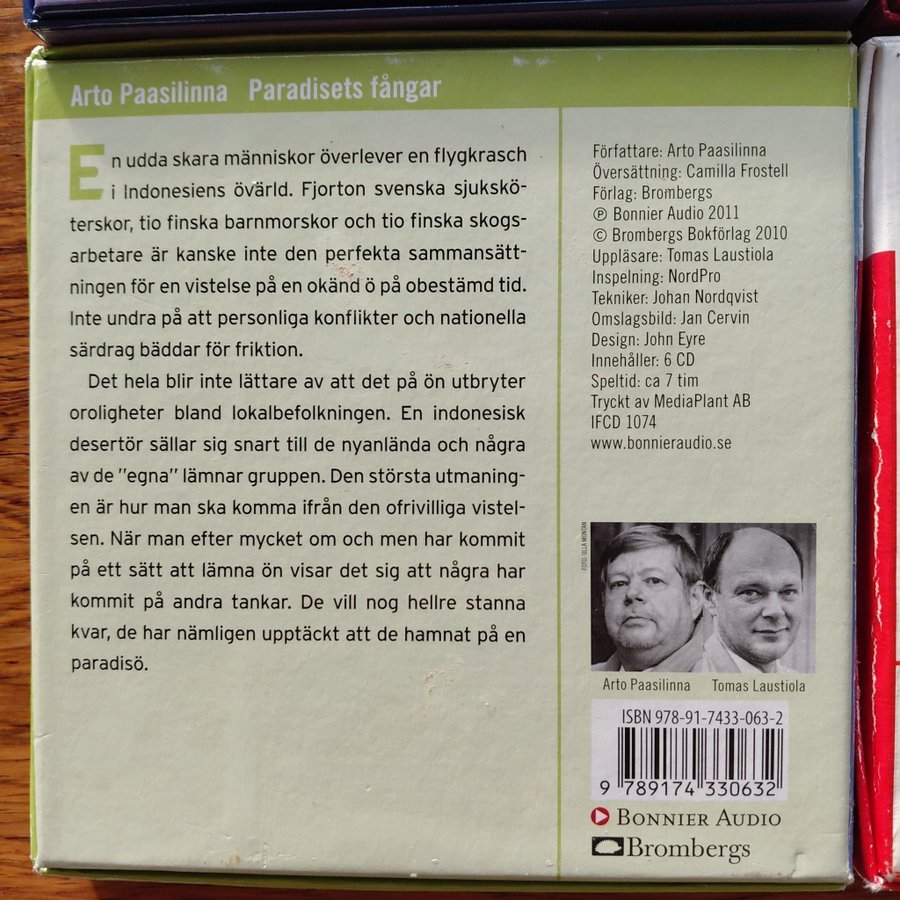 Arto Paasilinna Paradisets fångar
En udda skara människor överlever en flygkrasch
i Indonesiens övärld. Fjorton svenska sjukskö-
terskor, tio finska barnmorskor och tio finska skogs-
arbetare är kanske inte den perfekta sammansätt-
ningen för en vistelse på en okänd ö på obestämd tid.
Inte undra på att personliga konflikter och nationella
särdrag bäddar för friktion.
Det hela blir inte lättare av att det på ön utbryter
oroligheter bland lokalbefolkningen. En indonesisk
desertör sällar sig snart till de nyanlända och några
av de "egna" lämnar gruppen. Den största utmaning-
en är hur man ska komma ifrån den ofrivilliga vistel-
sen. När man efter mycket om och men har kommit
på ett sätt att lämna ön visar det sig att några har
kommit på andra tankar. De vill nog hellre stanna
kvar, de har nämligen upptäckt att de hamnat på en
paradisö.
Författare: Arto Paasilinna
Översättning: Camilla Frostell
Förlag: Brombergs
℗ Bonnier Audio 2011
© Brombergs Bokförlag 2010
Uppläsare: Tomas Laustiola
Inspelning: NordPro
Tekniker: Johan Nordqvist
Omslagsbild: Jan Cervin
Design: John Eyre
Innehåller: 6 CD
Speltid: ca 7 tim
Tryckt av MediaPlant AB
IFCD 1074
www.bonnieraudio.se
FOTO: ULLA MONTAN
Arto Paasilinna
Tomas Laustiola
ISBN 978-91-7433-063-2
9 789174 330632
BONNIER AUDIO
Brombergs